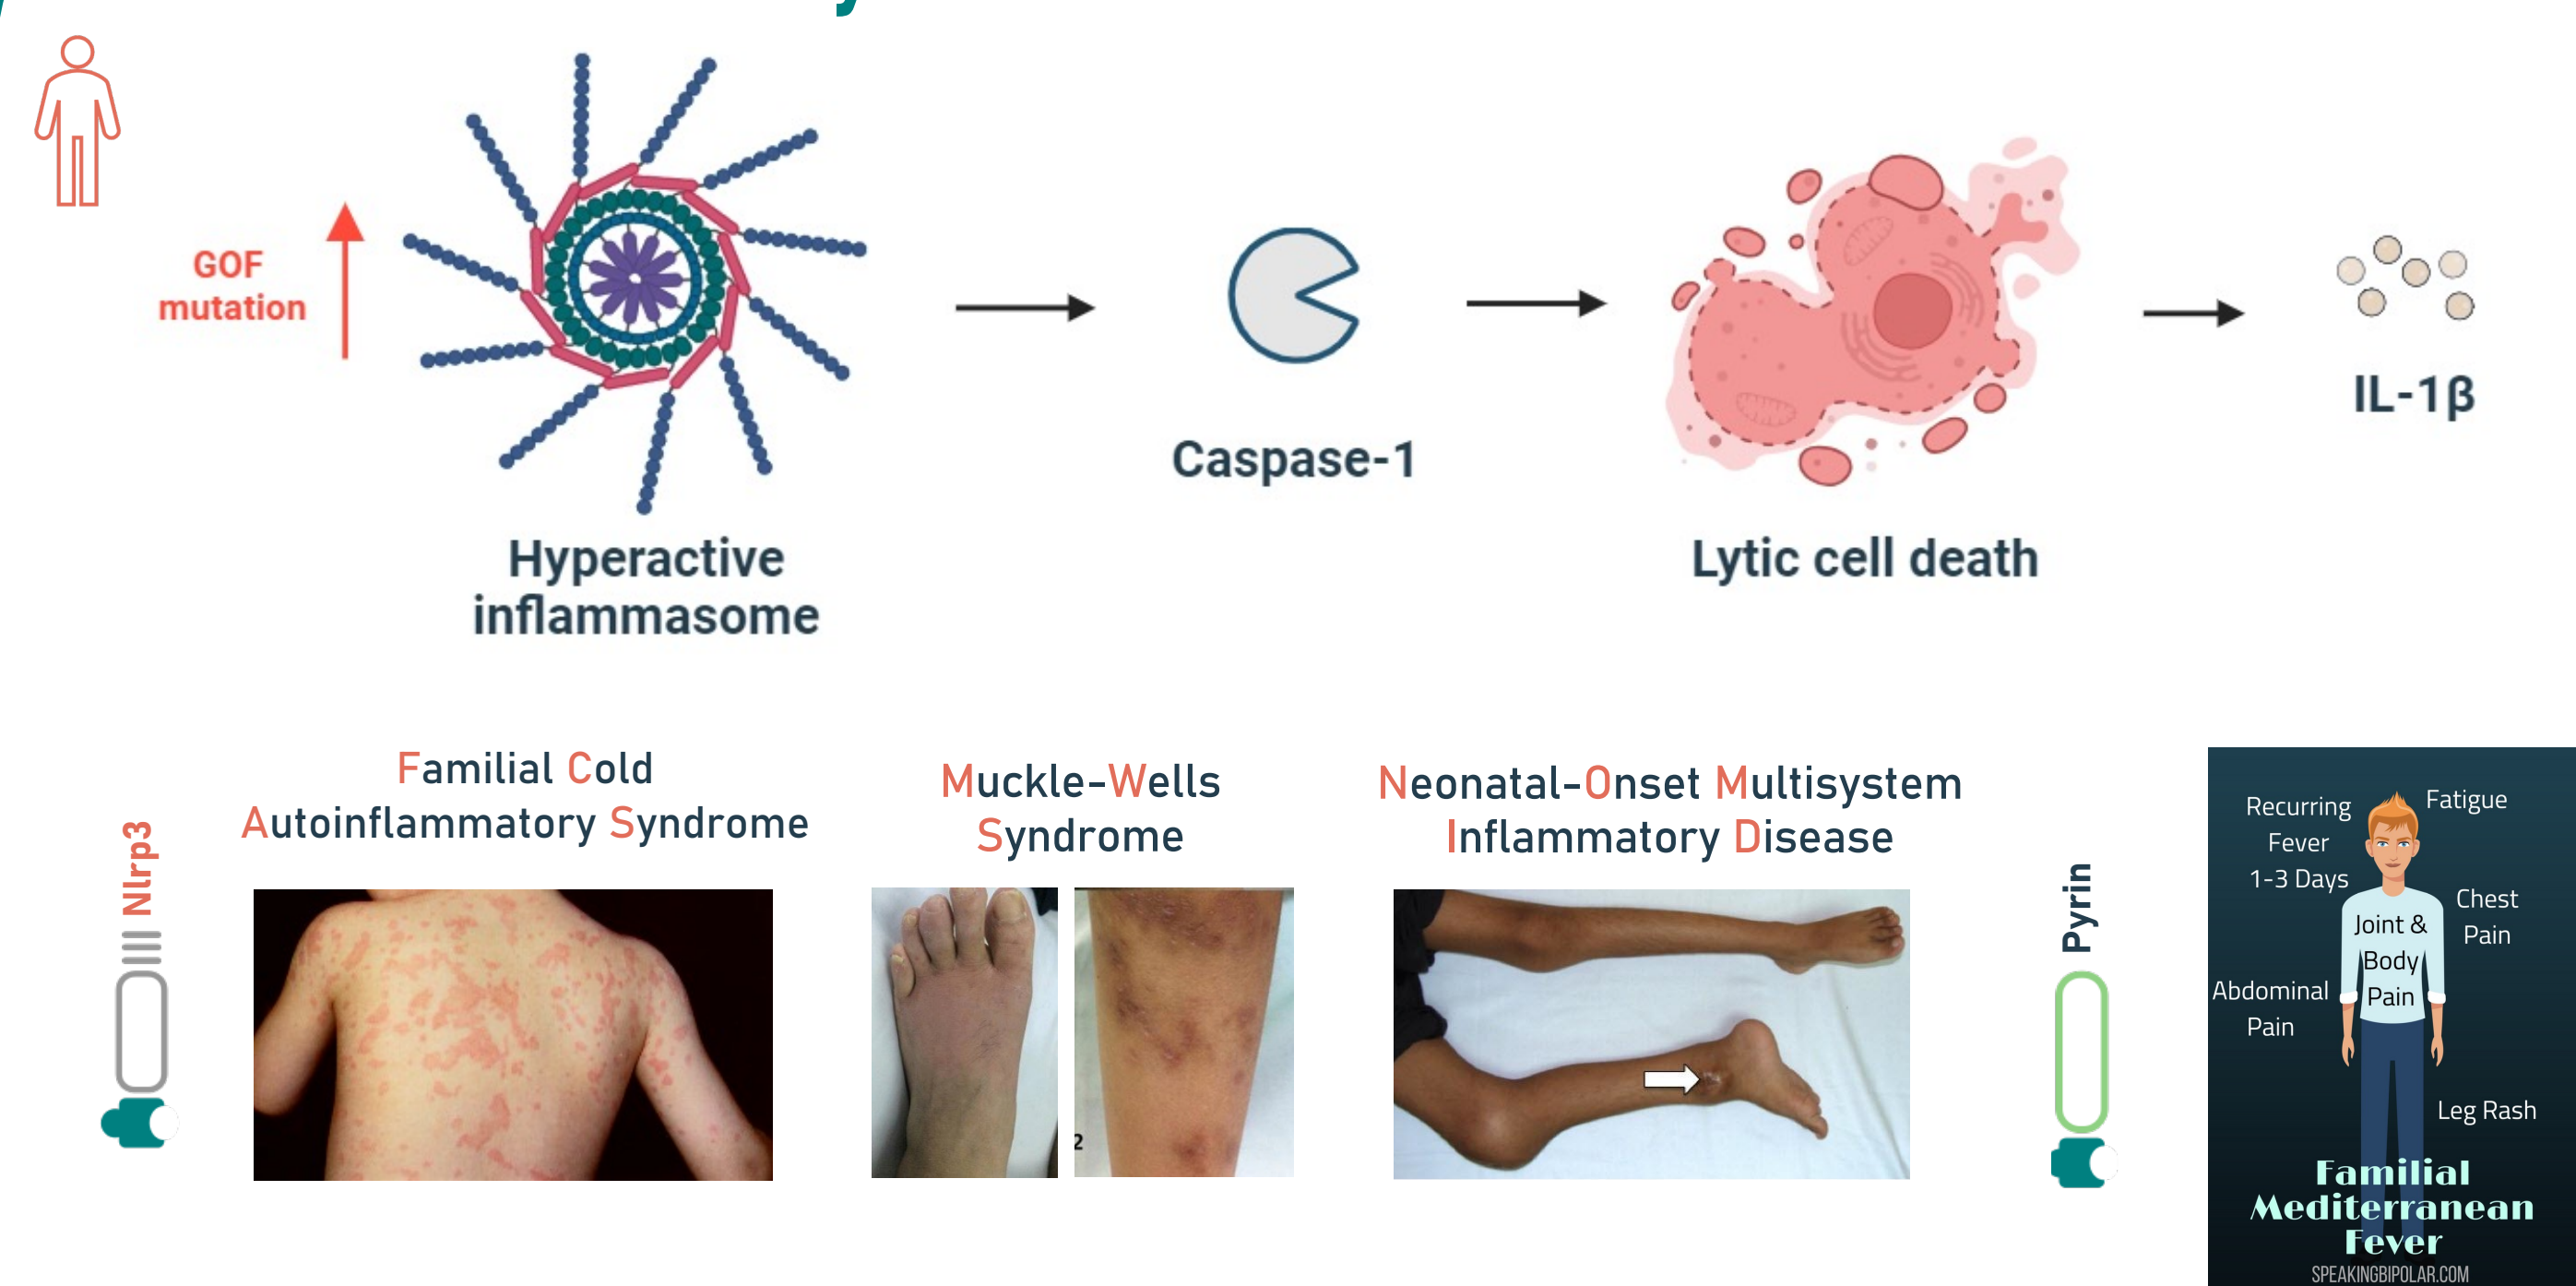 GOF
mutation
Hyperactive
inflammasome
Caspase-1
Lytic cell death
IL-1β
Nlrp3
Familial Cold
Autoinflammatory Syndrome
Muckle-Wells
Syndrome
2
Neonatal-Onset Multisystem
Inflammatory Disease
Pyrin
Recurring
Fever
1-3 Days
Fatigue
Chest
Pain
Joint &
Body
Pain
Abdominal
Pain
Leg Rash
Familial
Mediterranean
Fever
SPEAKINGBIPOLAR.COM